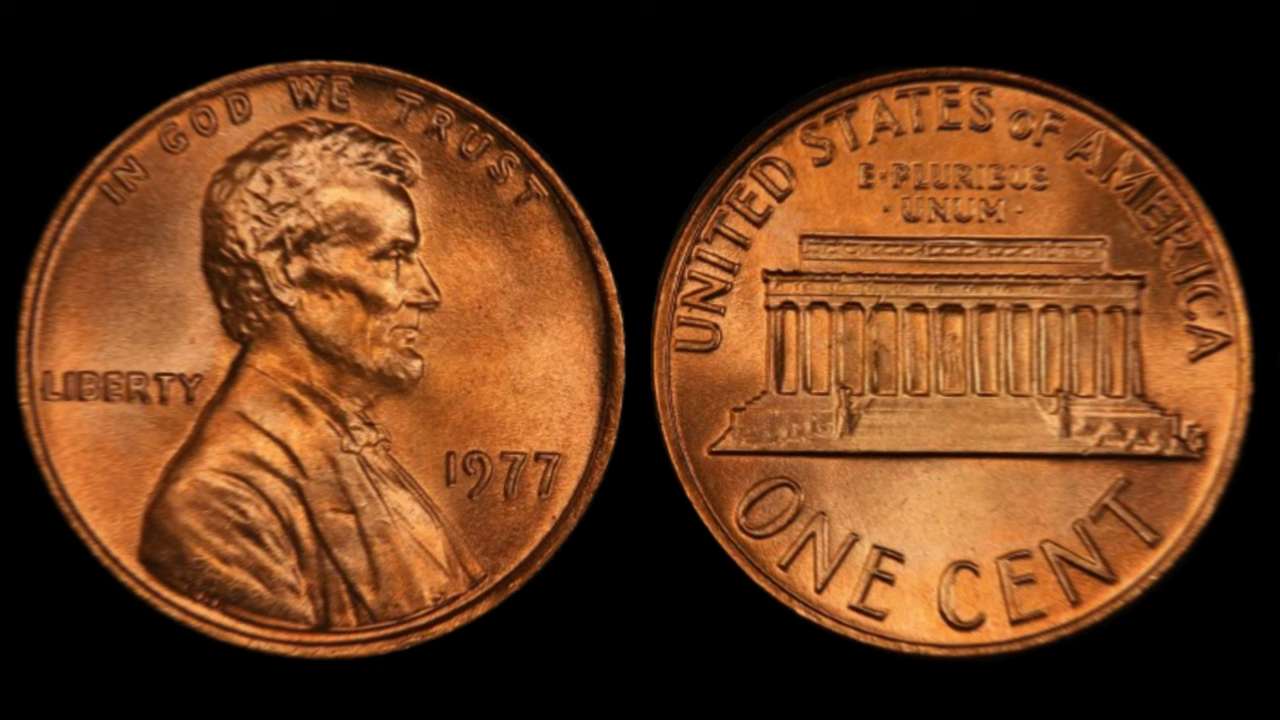 IN GOD WE TRUST
LIBERTY
1977
UNITED STATES OF AMERICA
E·PLURIBUS
·UNUM·
ONE CENT